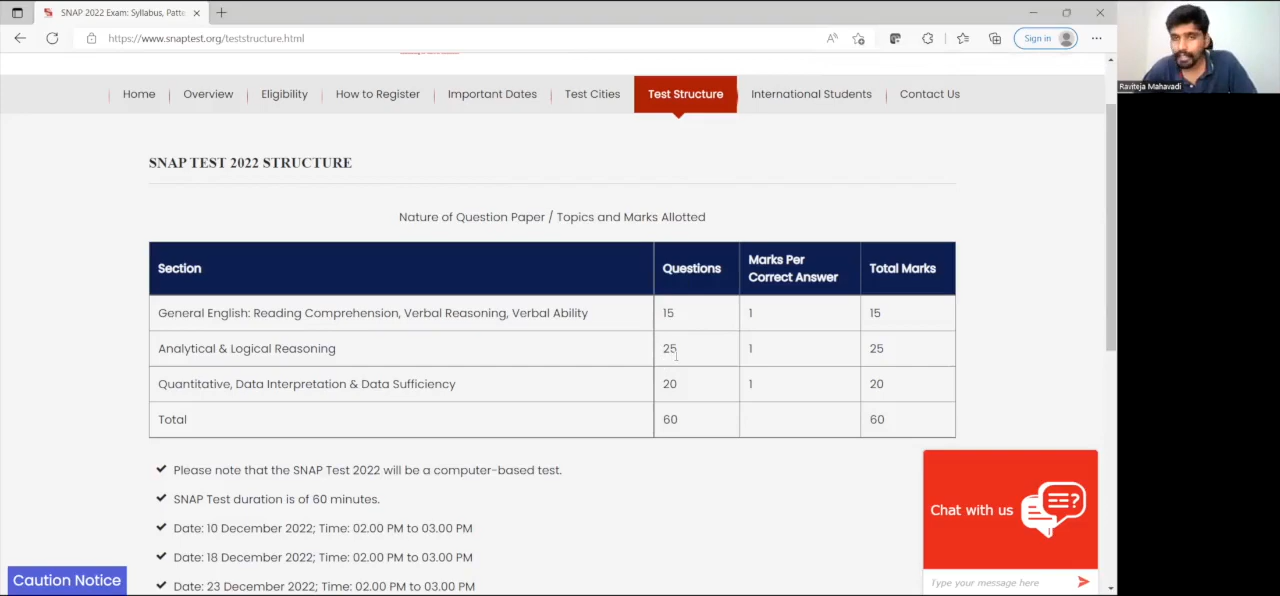 SNAP 2022 Exam: Syllabus, Patte
https://www.snaptest.org/teststructure.html
Sign in
Raviteja Mahavadi
Home
Overview
Eligibility
How to Register
Important Dates
Test Cities
Test Structure
International Students
Contact Us
SNAP TEST 2022 STRUCTURE
Nature of Question Paper / Topics and Marks Allotted
Section Questions Marks Per Correct Answer Total Marks
General English: Reading Comprehension, Verbal Reasoning, Verbal Ability 15 1 15
Analytical & Logical Reasoning 25 1 25
Quantitative, Data Interpretation & Data Sufficiency 20 1 20
Total 60 60
Please note that the SNAP Test 2022 will be a computer-based test.
SNAP Test duration is of 60 minutes.
Date: 10 December 2022; Time: 02.00 PM to 03.00 PM
Date: 18 December 2022; Time: 02.00 PM to 03.00 PM
Date: 23 December 2022; Time: 02.00 PM to 03.00 PM
Chat with us
Type your message here
Caution Notice